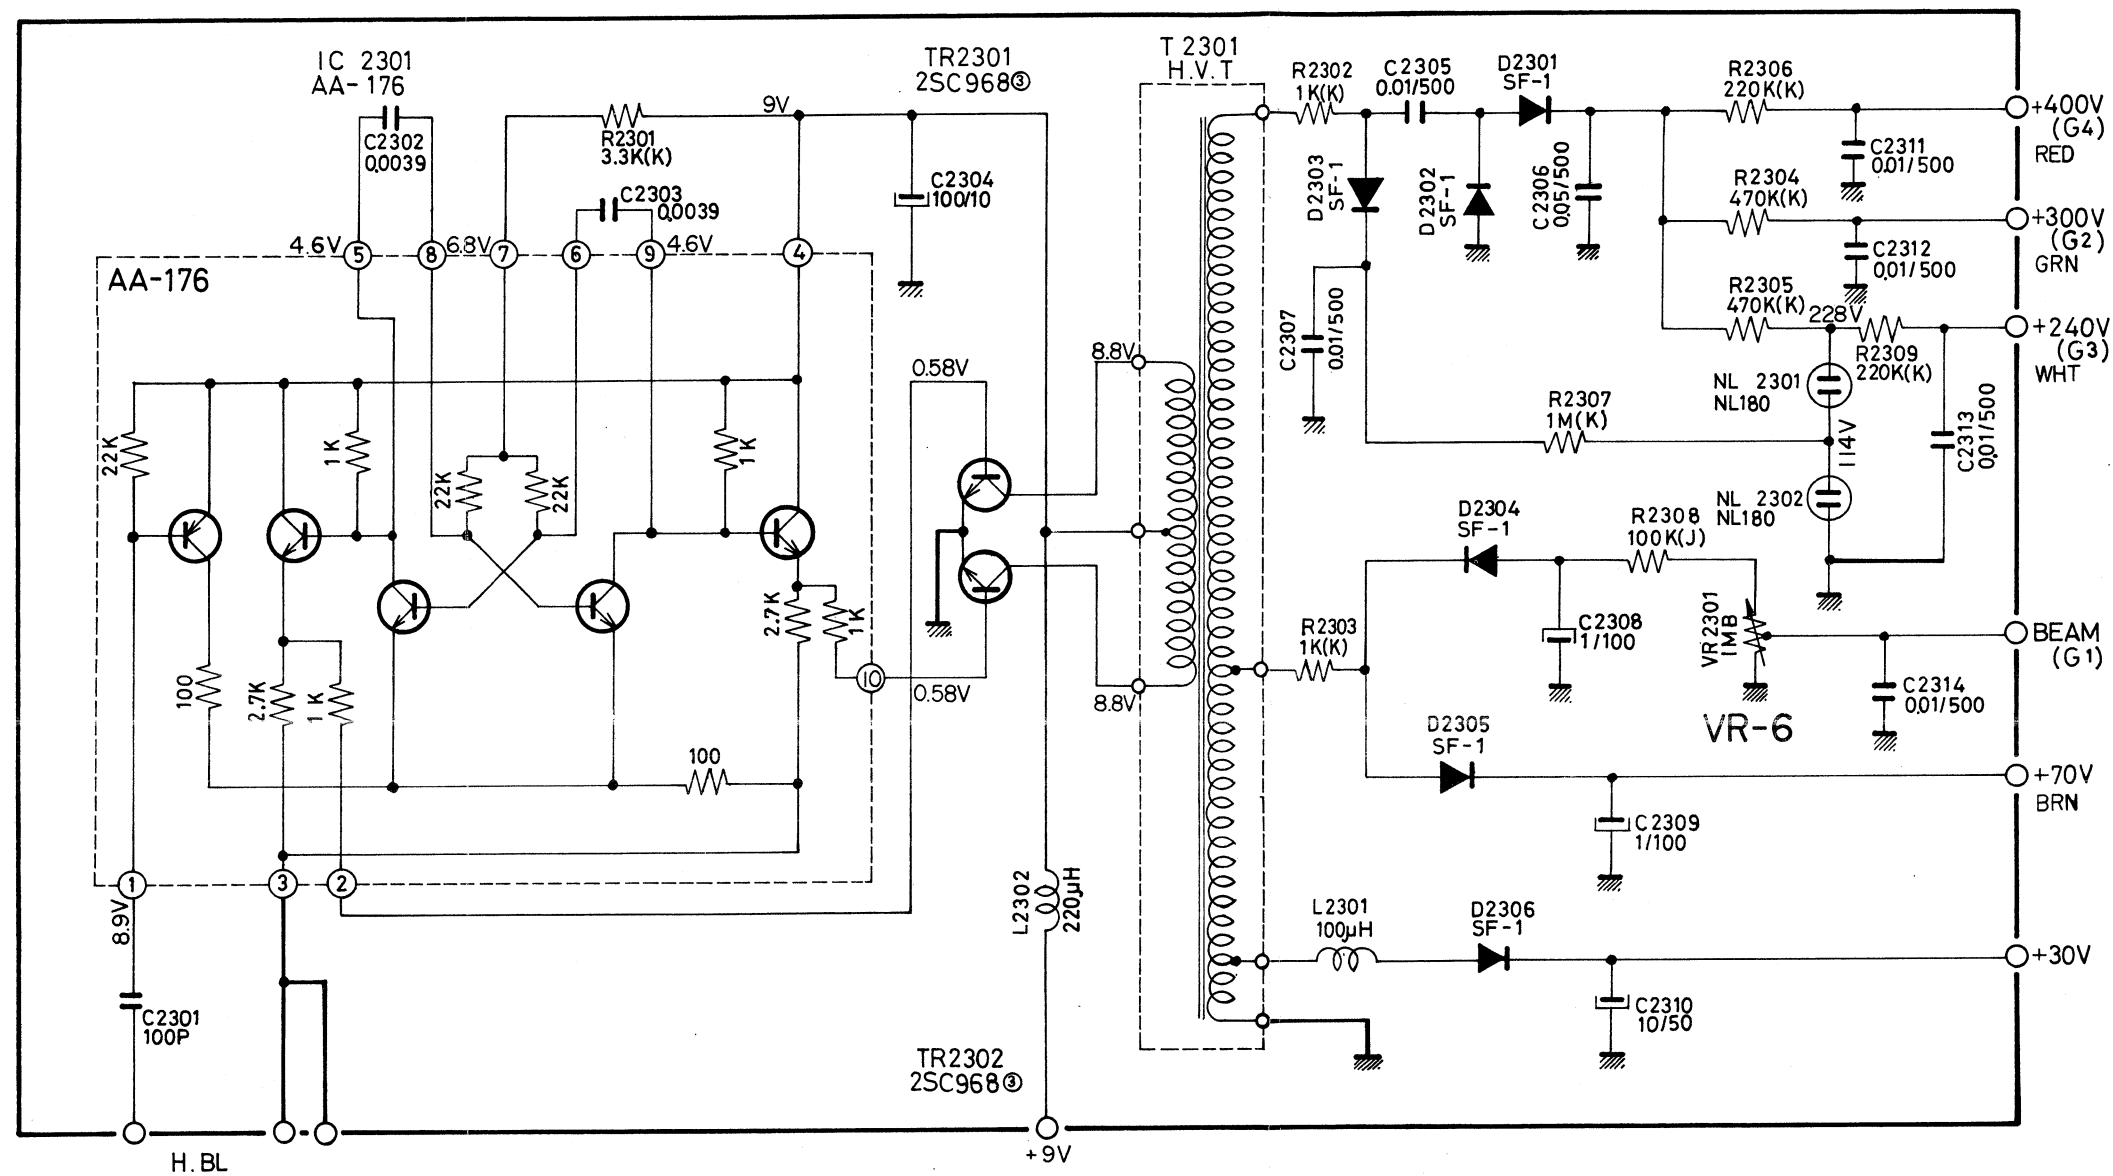 IC 2301
AA-176
C2302
0.0039
R2301
3.3K(K)
9V
TR2301
2SC968③
C2303
0.0039
C2304
100/10
4.6V
5
8
6.8V
7
6
9
4.6V
4
AA-176
22K
1K
22K
22K
1K
100
2.7K
1K
2.7K
1K
100
10
0.58V
0.58V
1
3
2
8.9V
C2301
100P
H.BL
TR2302
2SC968③
L2302
220μH
+9V
T 2301
H.V.T
8.8V
8.8V
R2302
1K(K)
C2305
0.01/500
D2301
SF-1
D2303
SF-1
D2302
SF-1
C2306
0.05/500
R2306
220K(K)
C2311
0.01/500
+400V
(G4)
RED
R2304
470K(K)
C2312
0.01/500
+300V
(G2)
GRN
R2305
470K(K)
228V
R2309
220K(K)
+240V
(G3)
WHT
C2307
0.01/500
NL 2301
NL180
R2307
1M(K)
114V
C2313
0.01/500
NL 2302
NL180
D2304
SF-1
R2308
100K(J)
C2308
1/100
VR2301
1MB
VR-6
BEAM
(G1)
C2314
0.01/500
R2303
1K(K)
D2305
SF-1
C2309
1/100
+70V
BRN
L2301
100μH
D2306
SF-1
C2310
10/50
+30V